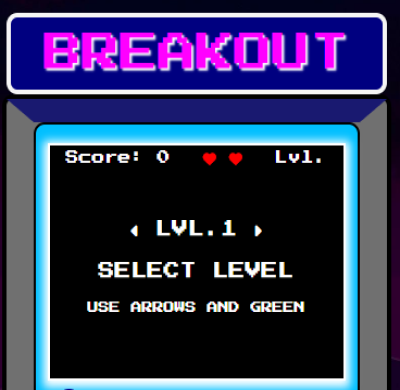 BREAKOUT
Score: 0 Lvl.
LVL.1
SELECT LEVEL
USE ARROWS AND GREEN